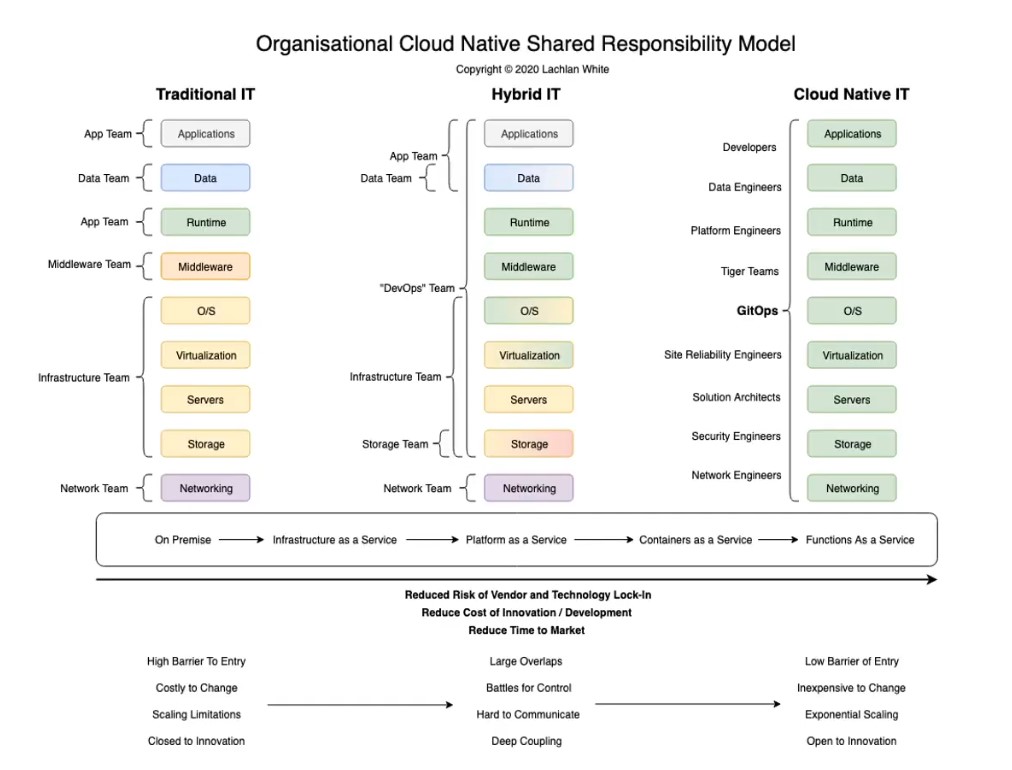 Organisational Cloud Native Shared Responsibility Model
Copyright © 2020 Lachlan White
Traditional IT
App Team
Applications
Data Team
Data
App Team
Runtime
Middleware Team
Middleware
O/S
Virtualization
Infrastructure Team
Servers
Storage
Network Team
Networking
Hybrid IT
Applications
App Team
Data Team
Data
Runtime
Middleware
"DevOps" Team
O/S
Virtualization
Infrastructure Team
Servers
Storage Team
Storage
Network Team
Networking
Cloud Native IT
Developers
Data Engineers
Platform Engineers
Tiger Teams
GitOps
Site Reliability Engineers
Solution Architects
Security Engineers
Network Engineers
Applications
Data
Runtime
Middleware
O/S
Virtualization
Servers
Storage
Networking
On Premise
Infrastructure as a Service
Platform as a Service
Containers as a Service
Functions As a Service
Reduced Risk of Vendor and Technology Lock-In
Reduce Cost of Innovation / Development
Reduce Time to Market
High Barrier To Entry
Costly to Change
Scaling Limitations
Closed to Innovation
Large Overlaps
Battles for Control
Hard to Communicate
Deep Coupling
Low Barrier of Entry
Inexpensive to Change
Exponential Scaling
Open to Innovation